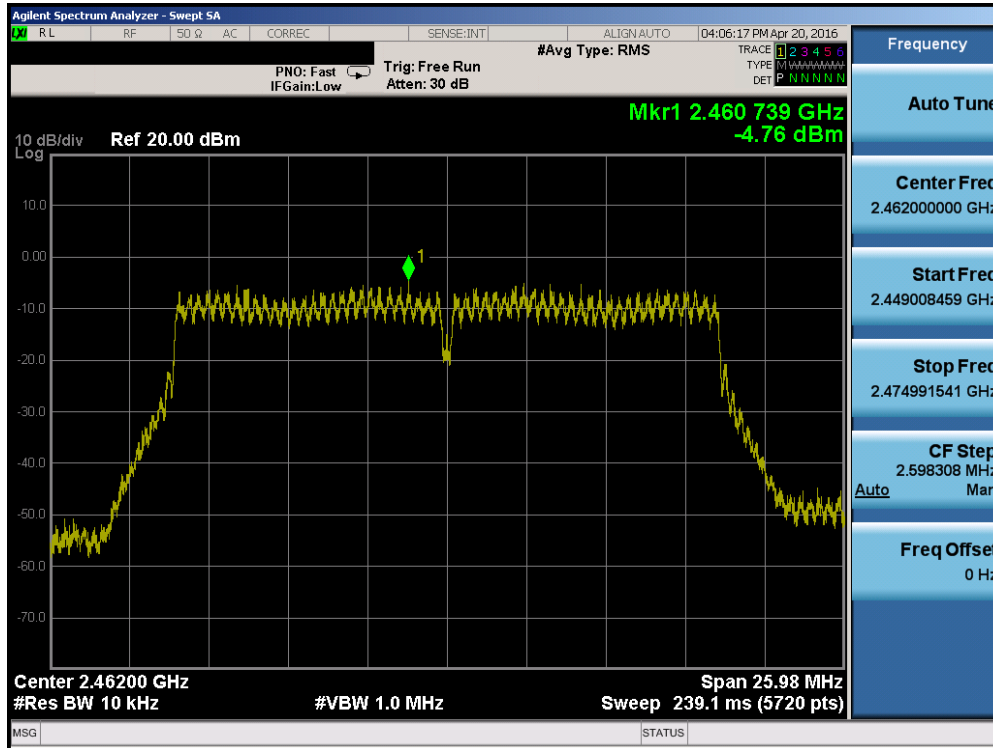 Agilent Spectrum Analyzer - Swept SA
LXI RL RF 50 Ω AC CORREC SENSE:INT ALIGN AUTO 04:06:17 PM Apr 20, 2016
#Avg Type: RMS TRACE 1 2 3 4 5 6
PNO: Fast Trig: Free Run TYPE M WWWWW
IFGain:Low Atten: 30 dB DET P N N N N N
Mkr1 2.460 739 GHz
-4.76 dBm
10 dB/div Ref 20.00 dBm
Log
10.0
0.00
1
-10.0
-20.0
-30.0
-40.0
-50.0
-60.0
-70.0
Center 2.46200 GHz Span 25.98 MHz
#Res BW 10 kHz #VBW 1.0 MHz Sweep 239.1 ms (5720 pts)
MSG STATUS
Frequency
Auto Tune
Center Freq
2.462000000 GHz
Start Freq
2.449008459 GHz
Stop Freq
2.474991541 GHz
CF Step
2.598308 MHz
Auto Man
Freq Offset
0 Hz